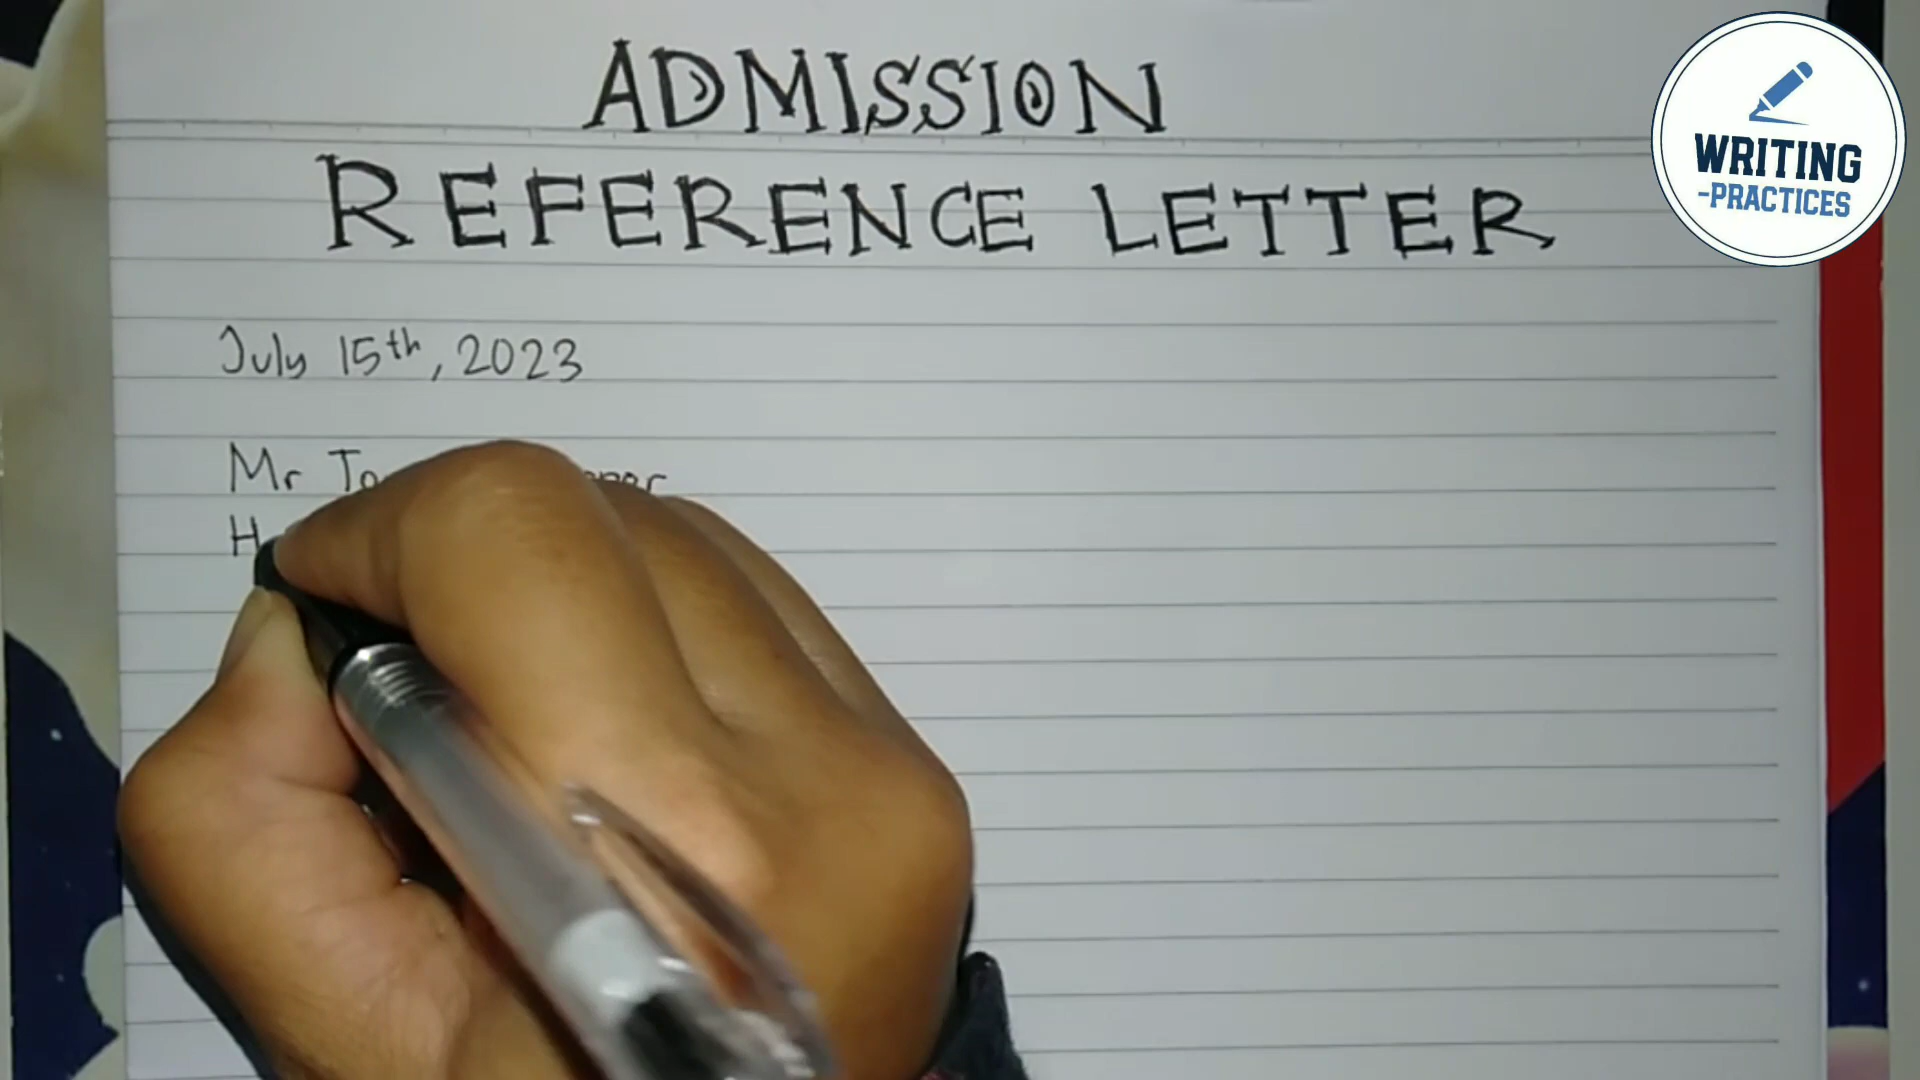 ADMISSION
REFERENCE LETTER
WRITING
-PRACTICES
July 15th, 2023
Mr
H